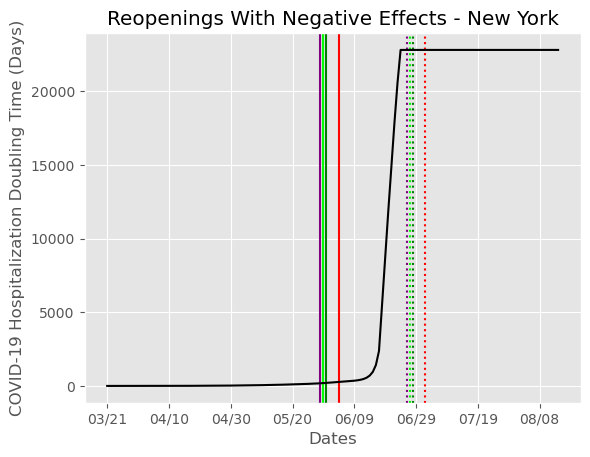 Reopenings With Negative Effects - New York
COVID-19 Hospitalization Doubling Time (Days)
20000
15000
10000
5000
0
03/21 04/10 04/30 05/20 06/09 06/29 07/19 08/08
Dates